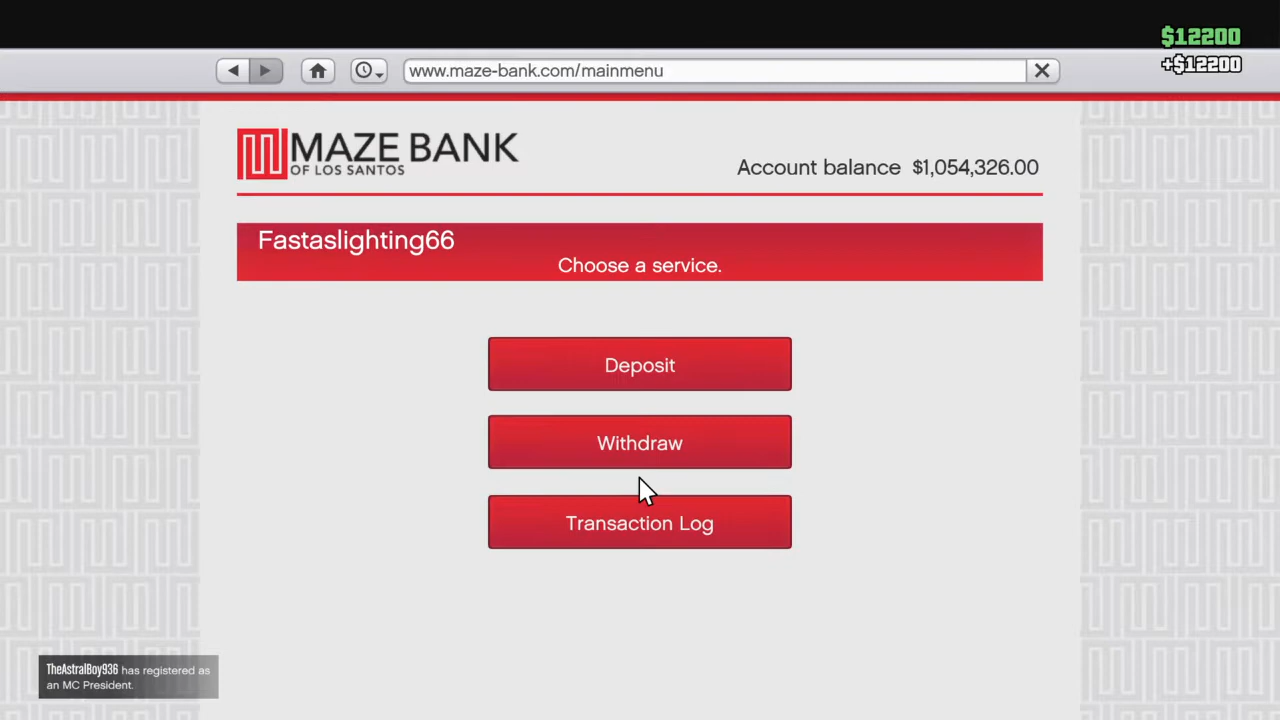 $12200
+$12200
www.maze-bank.com/mainmenu
MAZE BANK
OF LOS SANTOS
Account balance $1,054,326.00
Fastaslighting66
Choose a service.
Deposit
Withdraw
Transaction Log
TheAstralBoy936 has registered as
an MC President.